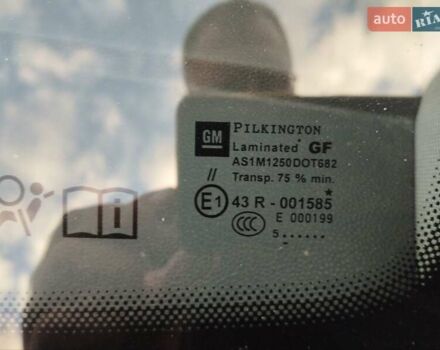 auto RIA
GM PILKINGTON
Laminated GF
AS1M1250DOT682
Transp. 75 % min.
//
E1 43 R - 001585
CCC E 000199
5......
i